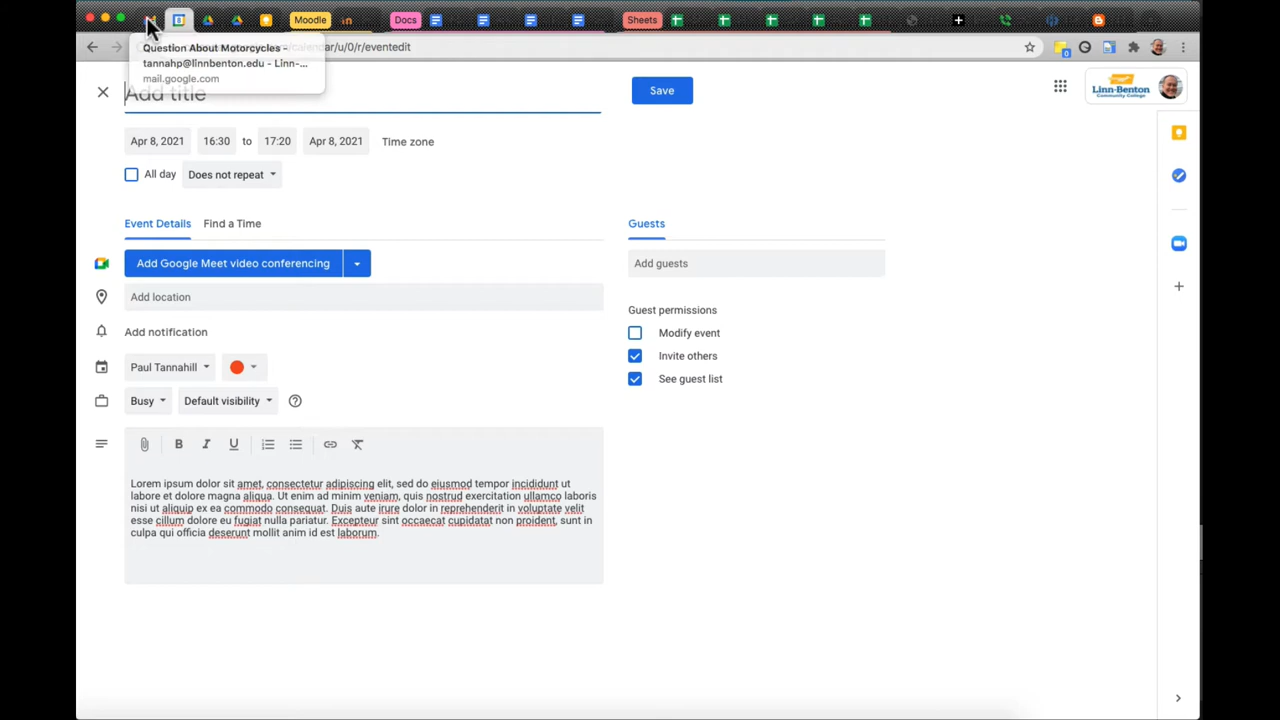 Moodle
in
Docs
Sheets
Question About Motorcycles -
tannahp@linnbenton.edu - Linn-...
mail.google.com
/calendar/u/0/r/eventedit
Add title
Save
Linn-Benton
Community College
Apr 8, 2021 16:30 to 17:20 Apr 8, 2021 Time zone
All day Does not repeat
Event Details Find a Time
Guests
Add Google Meet video conferencing
Add guests
Add location
Guest permissions
Add notification
Modify event
Invite others
Paul Tannahill
See guest list
Busy Default visibility
B I U
Lorem ipsum dolor sit amet, consectetur adipiscing elit, sed do eiusmod tempor incididunt ut
labore et dolore magna aliqua. Ut enim ad minim veniam, quis nostrud exercitation ullamco laboris
nisi ut aliquip ex ea commodo consequat. Duis aute irure dolor in reprehenderit in voluptate velit
esse cillum dolore eu fugiat nulla pariatur. Excepteur sint occaecat cupidatat non proident, sunt in
culpa qui officia deserunt mollit anim id est laborum.